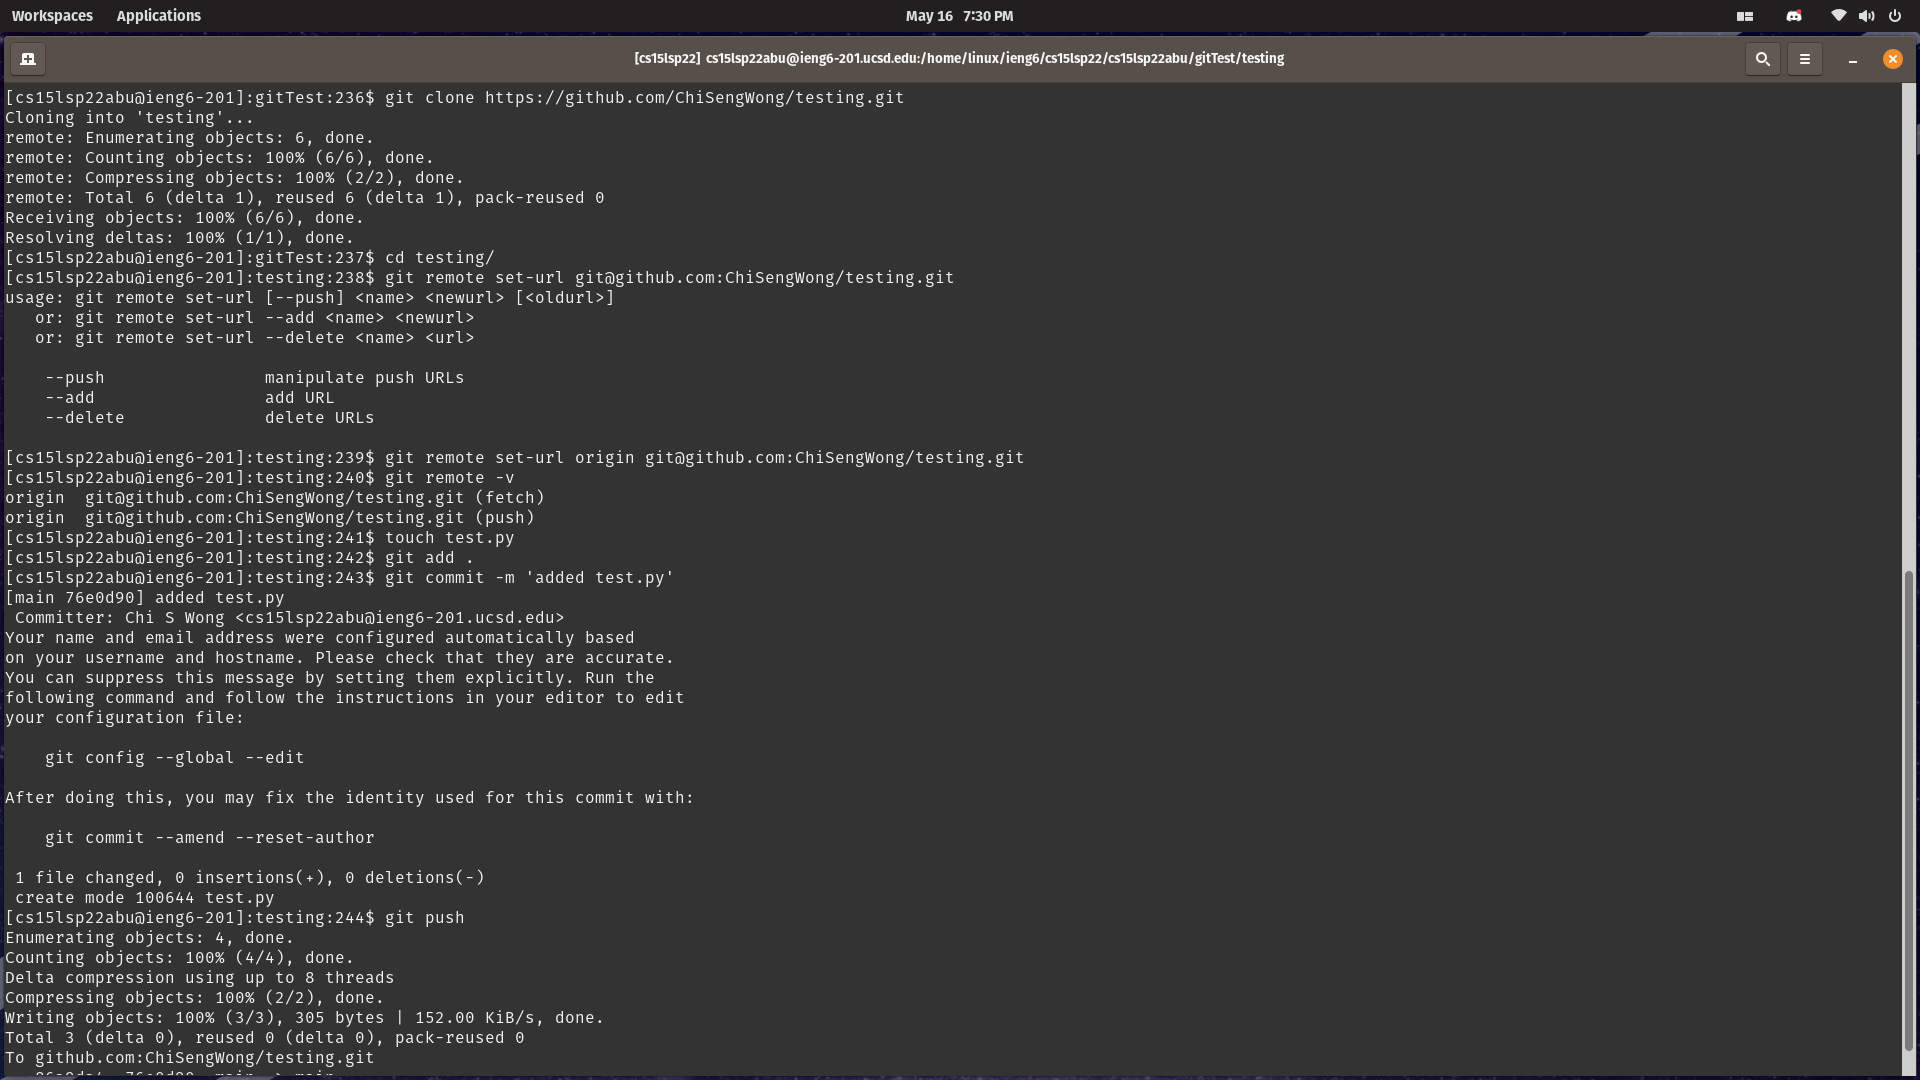 Workspaces Applications May 16 7:30 PM
[cs15lsp22] cs15lsp22abu@ieng6-201.ucsd.edu:/home/linux/ieng6/cs15lsp22/cs15lsp22abu/gitTest/testing
[cs15lsp22abu@ieng6-201]:gitTest:236$ git clone https://github.com/ChiSengWong/testing.git
Cloning into 'testing'...
remote: Enumerating objects: 6, done.
remote: Counting objects: 100% (6/6), done.
remote: Compressing objects: 100% (2/2), done.
remote: Total 6 (delta 1), reused 6 (delta 1), pack-reused 0
Receiving objects: 100% (6/6), done.
Resolving deltas: 100% (1/1), done.
[cs15lsp22abu@ieng6-201]:gitTest:237$ cd testing/
[cs15lsp22abu@ieng6-201]:testing:238$ git remote set-url git@github.com:ChiSengWong/testing.git
usage: git remote set-url [--push] <name> <newurl> [<oldurl>]
   or: git remote set-url --add <name> <newurl>
   or: git remote set-url --delete <name> <url>

    --push                manipulate push URLs
    --add                 add URL
    --delete              delete URLs

[cs15lsp22abu@ieng6-201]:testing:239$ git remote set-url origin git@github.com:ChiSengWong/testing.git
[cs15lsp22abu@ieng6-201]:testing:240$ git remote -v
origin  git@github.com:ChiSengWong/testing.git (fetch)
origin  git@github.com:ChiSengWong/testing.git (push)
[cs15lsp22abu@ieng6-201]:testing:241$ touch test.py
[cs15lsp22abu@ieng6-201]:testing:242$ git add .
[cs15lsp22abu@ieng6-201]:testing:243$ git commit -m 'added test.py'
[main 76e0d90] added test.py
 Committer: Chi S Wong <cs15lsp22abu@ieng6-201.ucsd.edu>
Your name and email address were configured automatically based
on your username and hostname. Please check that they are accurate.
You can suppress this message by setting them explicitly. Run the
following command and follow the instructions in your editor to edit
your configuration file:

    git config --global --edit

After doing this, you may fix the identity used for this commit with:

    git commit --amend --reset-author

 1 file changed, 0 insertions(+), 0 deletions(-)
 create mode 100644 test.py
[cs15lsp22abu@ieng6-201]:testing:244$ git push
Enumerating objects: 4, done.
Counting objects: 100% (4/4), done.
Delta compression using up to 8 threads
Compressing objects: 100% (2/2), done.
Writing objects: 100% (3/3), 305 bytes | 152.00 KiB/s, done.
Total 3 (delta 0), reused 0 (delta 0), pack-reused 0
To github.com:ChiSengWong/testing.git